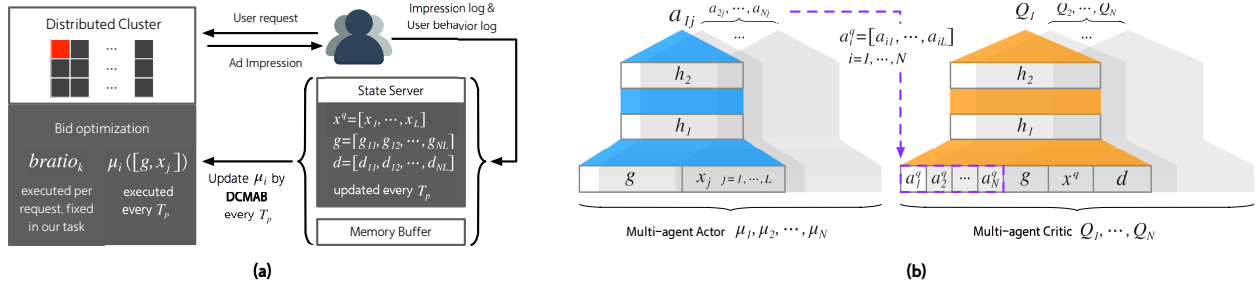 Distributed Cluster
...
...
...
User request
Ad Impression
Impression log &
User behavior log
Bid optimization
bratio_k μ_i([g, x_j])
executed per
request, fixed
in our task
executed
every T_p
Update μ_i by
DCMAB
every T_p
State Server
x^q=[x_1, ⋯, x_L]
g=[g_11, g_12, ⋯, g_NL]
d=[d_11, d_12, ⋯, d_NL]
updated every T_p
Memory Buffer
(a)
a_1j a_2j, ⋯, a_Nj
...
h_2
h_1
g x_j j=1, ⋯, L
Multi-agent Actor μ_1, μ_2, ⋯, μ_N
a_i^q=[a_i1, ⋯, a_iL]
i=1, ⋯, N
Q_1 Q_2, ⋯, Q_N
...
h_2
h_1
a_1^q a_2^q ⋯ a_N^q g x^q d
Multi-agent Critic Q_1, ⋯, Q_N
(b)